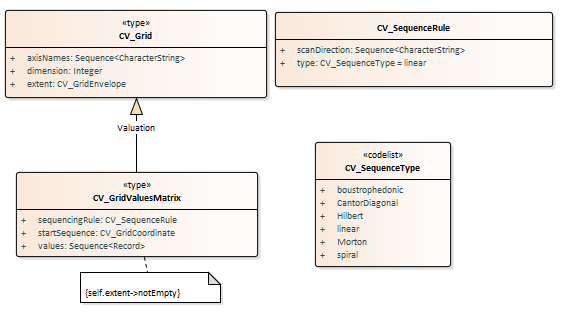 «type»
CV_Grid
+ axisNames: Sequence<CharacterString>
+ dimension: Integer
+ extent: CV_GridEnvelope
CV_SequenceRule
+ scanDirection: Sequence<CharacterString>
+ type: CV_SequenceType = linear
Valuation
«type»
CV_GridValuesMatrix
+ sequencingRule: CV_SequenceRule
+ startSequence: CV_GridCoordinate
+ values: Sequence<Record>
{self.extent->notEmpty}
«codelist»
CV_SequenceType
+ boustrophedonic
+ CantorDiagonal
+ Hilbert
+ linear
+ Morton
+ spiral